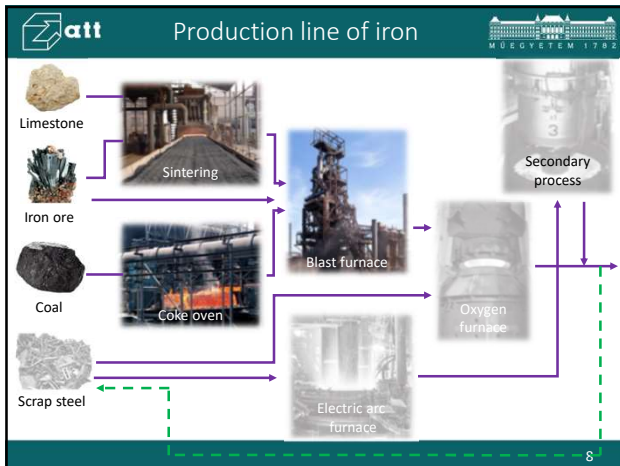 att
Production line of iron
MŰEGYETEM 1782
Limestone
Sintering
Iron ore
Blast furnace
Coal
Coke oven
Scrap steel
Electric arc
furnace
Oxygen
furnace
3
Secondary
process
8